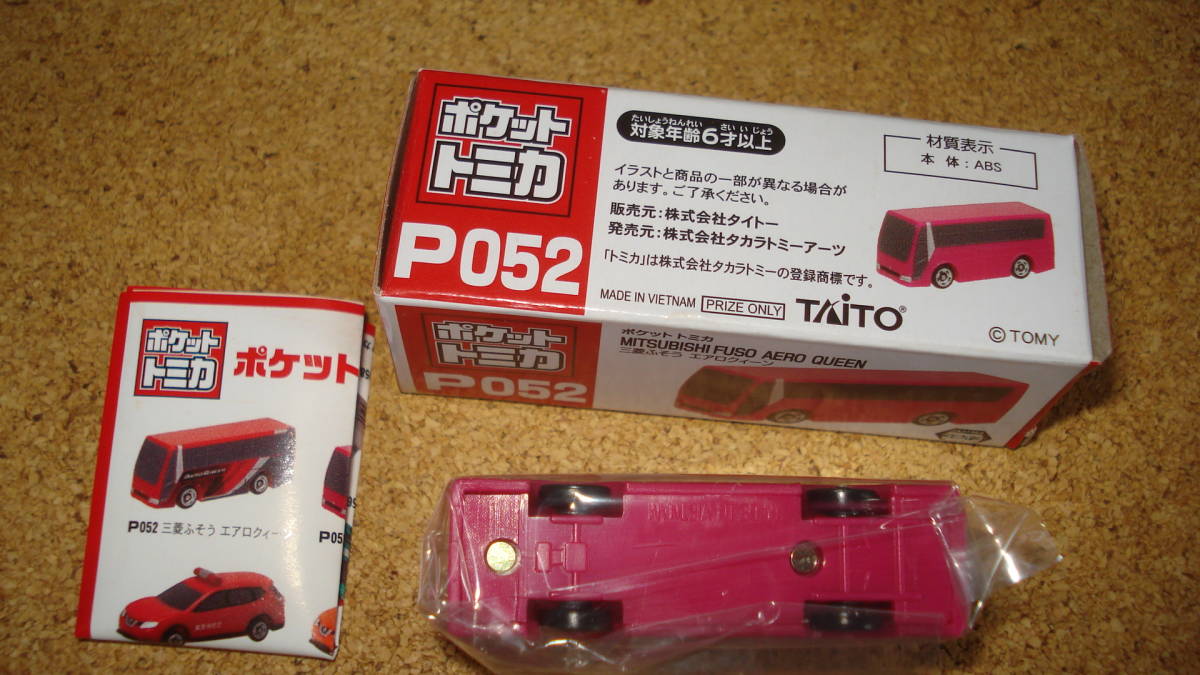 ポケット
トミカ
P052
たいしょうねんれい さいいじょう
対象年齢6才以上
材質表示
本体:ABS
イラストと商品の一部が異なる場合が
あります。ご了承ください。
販売元:株式会社タイトー
発売元:株式会社タカラトミーアーツ
「トミカ」は株式会社タカラトミーの登録商標です。
MADE IN VIETNAM PRIZE ONLY TAiTO®
©TOMY
ポケット
トミカ
P052
ポケットトミカ
MITSUBISHI FUSO AERO QUEEN
三菱ふそう エアロクィーン
ポケット
トミカ
ポケット
P052 三菱ふそう エアロクィーン
P05